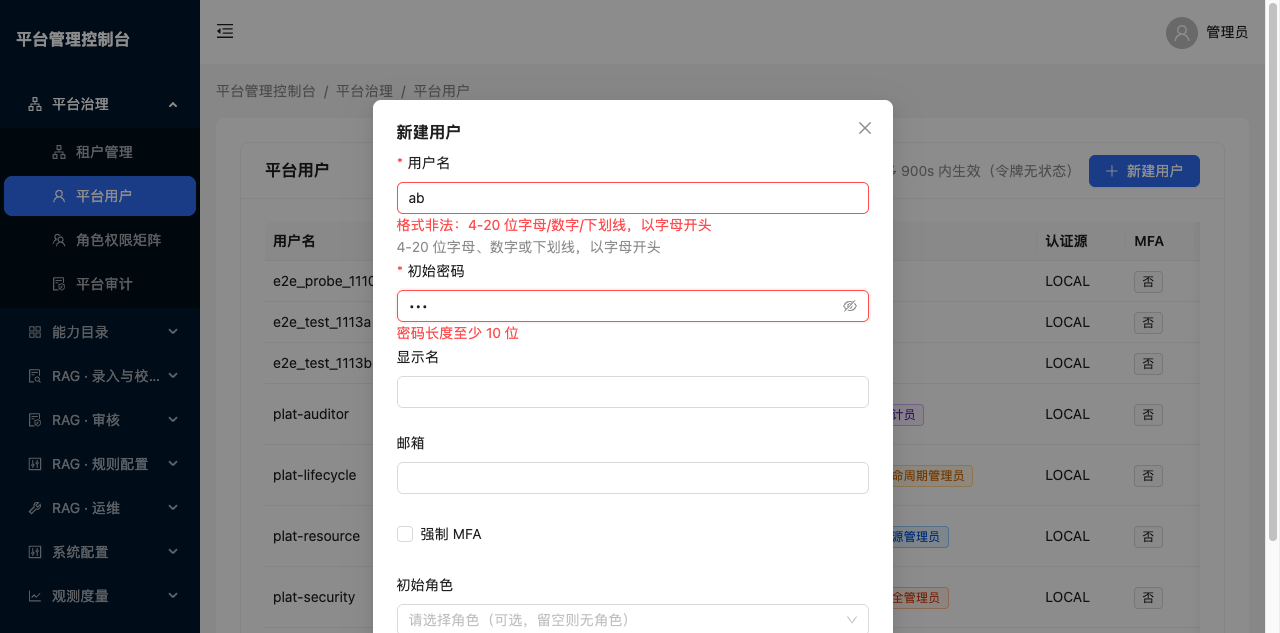 平台管理控制台
平台治理
租户管理
平台用户
角色权限矩阵
平台审计
能力目录
RAG · 录入与校...
RAG · 审核
RAG · 规则配置
RAG · 运维
系统配置
观测度量
管理员
平台管理控制台 / 平台治理 / 平台用户
平台用户
900s 内生效（令牌无状态）
新建用户
用户名 认证源 MFA
e2e_probe_1110 LOCAL 否
e2e_test_1113a LOCAL 否
e2e_test_1113b LOCAL 否
plat-auditor 计员 LOCAL 否
plat-lifecycle 命周期管理员 LOCAL 否
plat-resource 源管理员 LOCAL 否
plat-security 全管理员 LOCAL 否
新建用户
* 用户名
ab
格式非法：4-20 位字母/数字/下划线，以字母开头
4-20 位字母、数字或下划线，以字母开头
* 初始密码
•••
密码长度至少 10 位
显示名
邮箱
强制 MFA
初始角色
请选择角色（可选，留空则无角色）